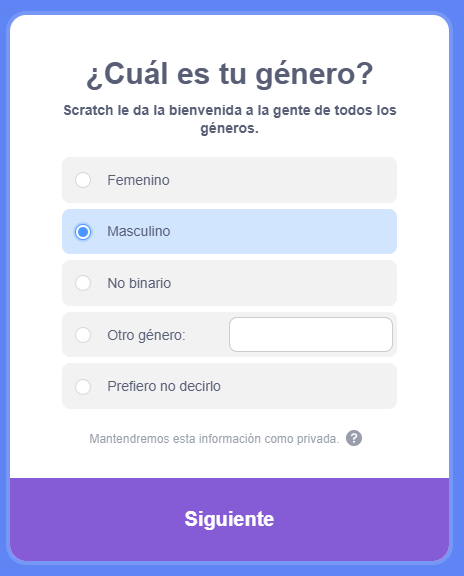 ¿Cuál es tu género?
Scratch le da la bienvenida a la gente de todos los
géneros.
Femenino
Masculino
No binario
Otro género:
Prefiero no decirlo
Mantendremos esta información como privada. ?
Siguiente